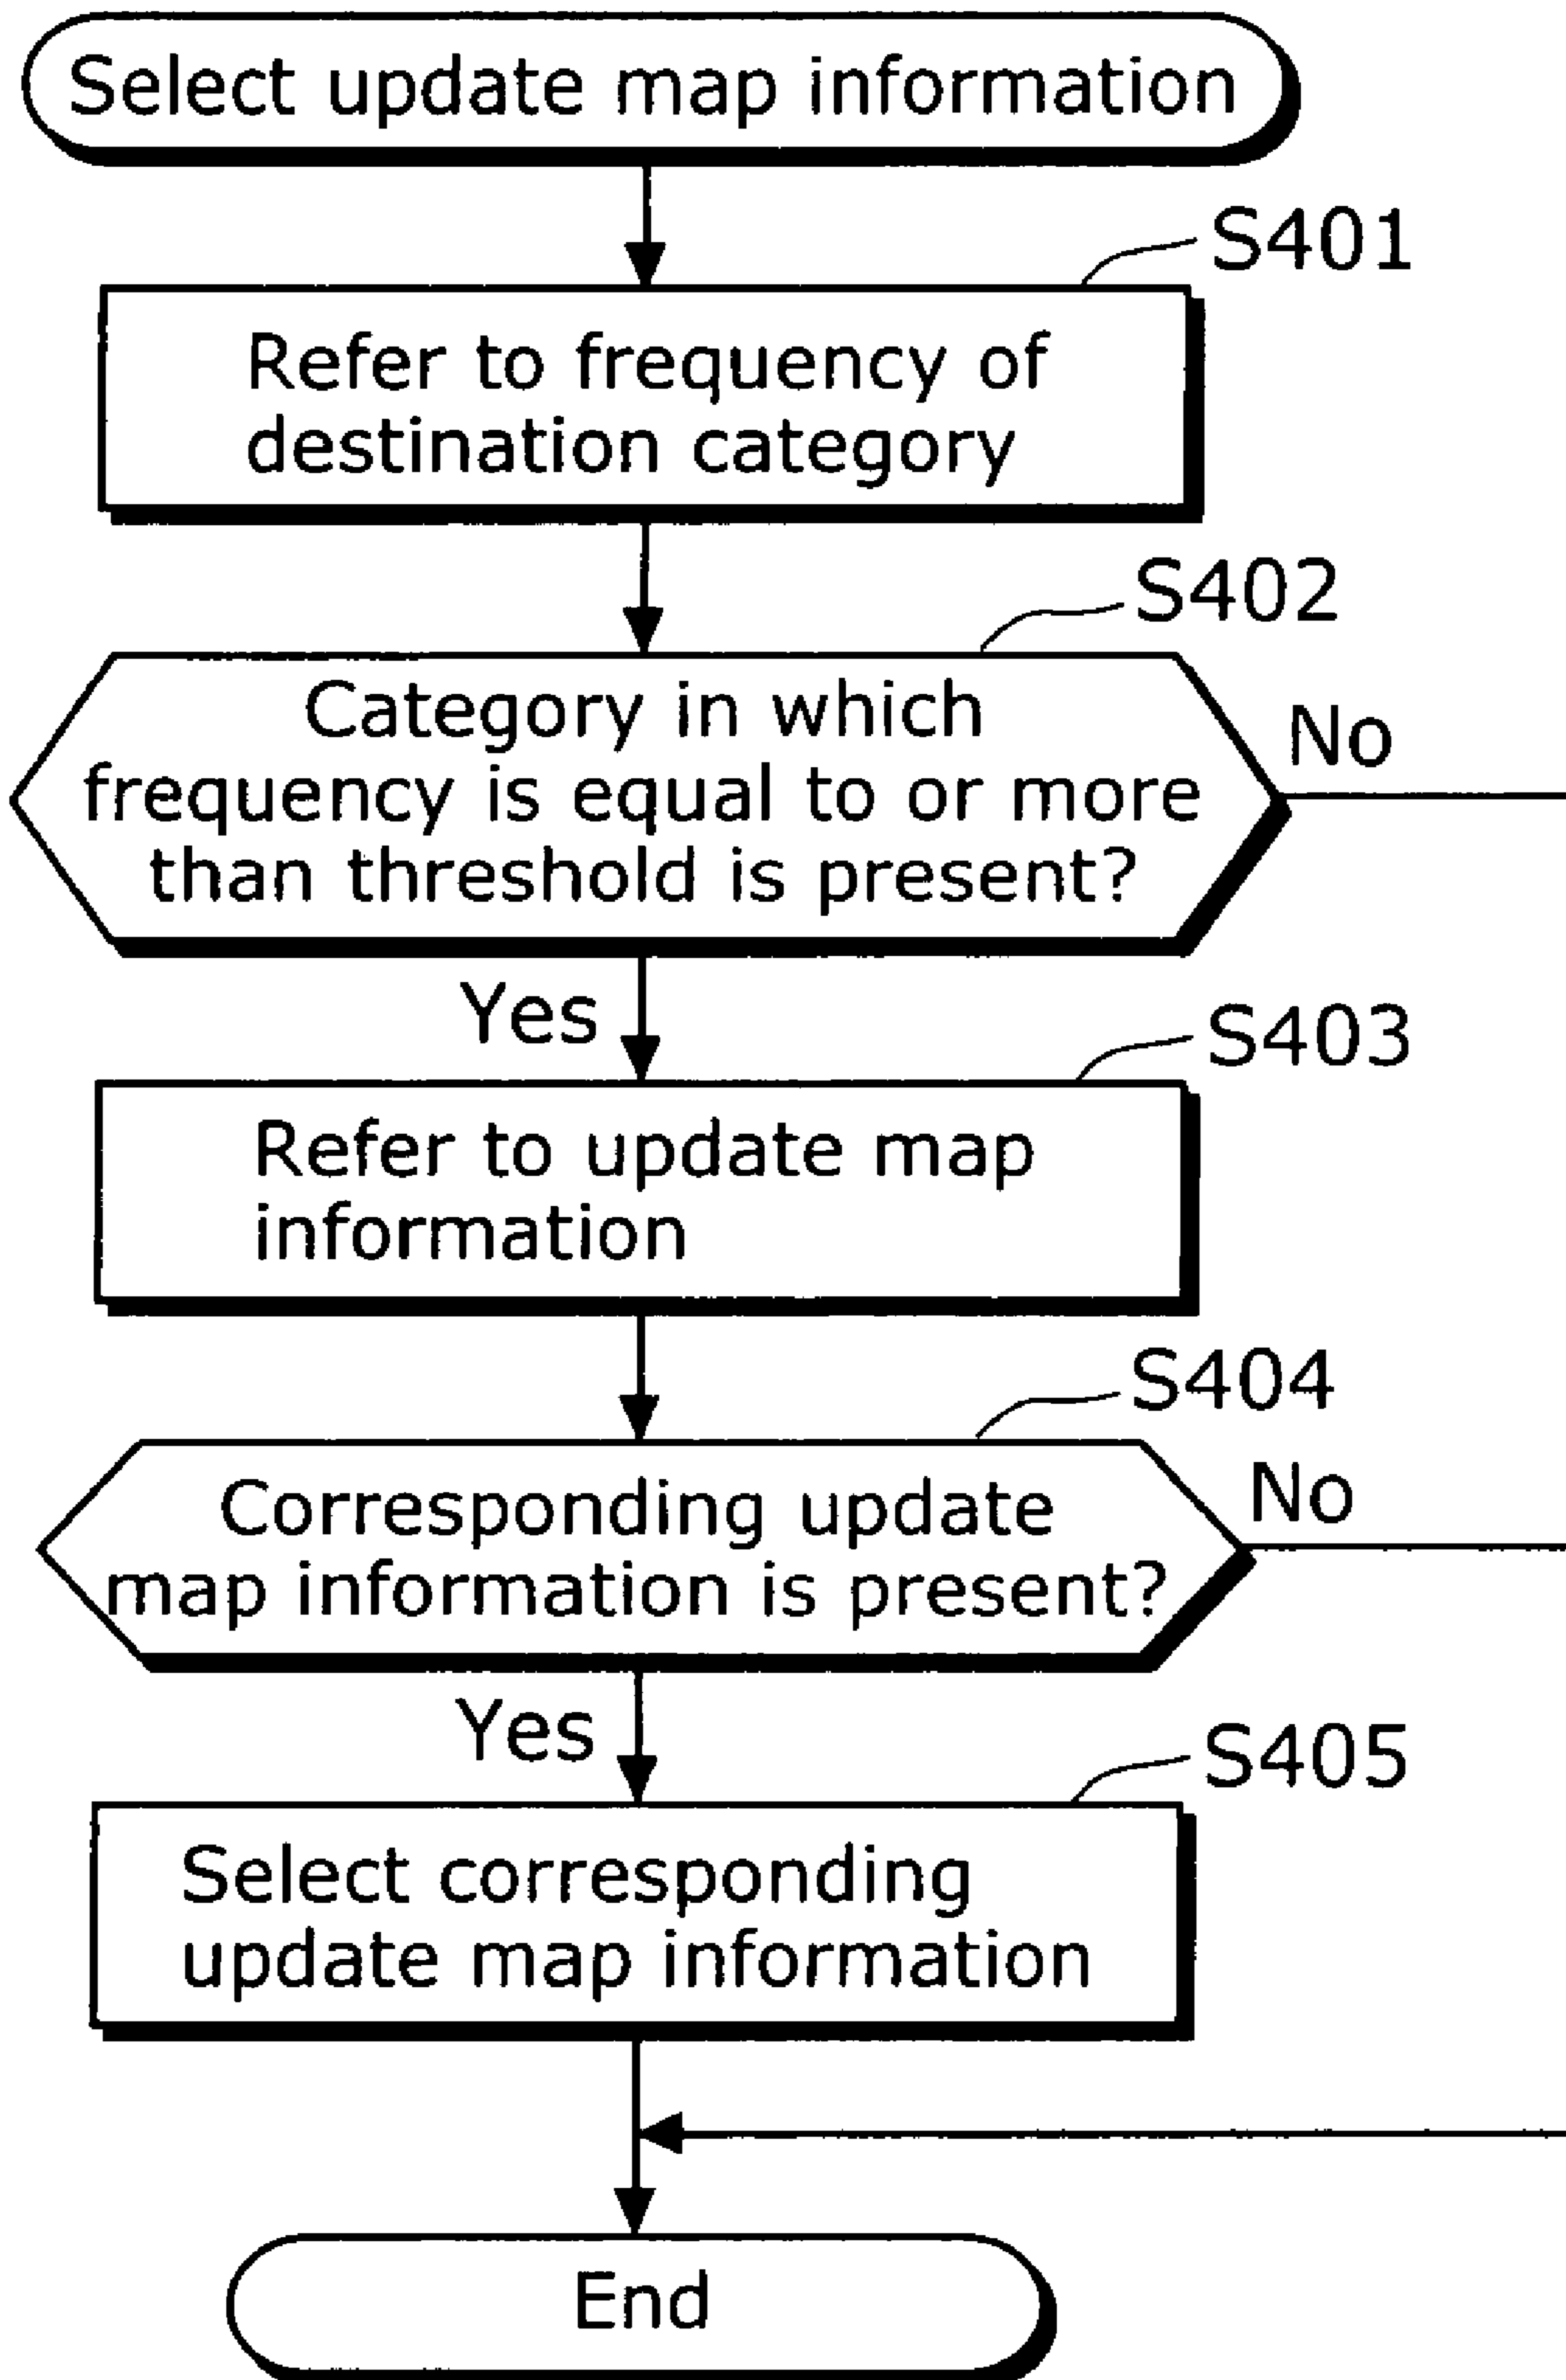 Select update map information
S401
Refer to frequency of
destination category
S402
Category in which
frequency is equal to or more
than threshold is present?
No
Yes
S403
Refer to update map
information
S404
Corresponding update
map information is present?
No
Yes
S405
Select corresponding
update map information
End